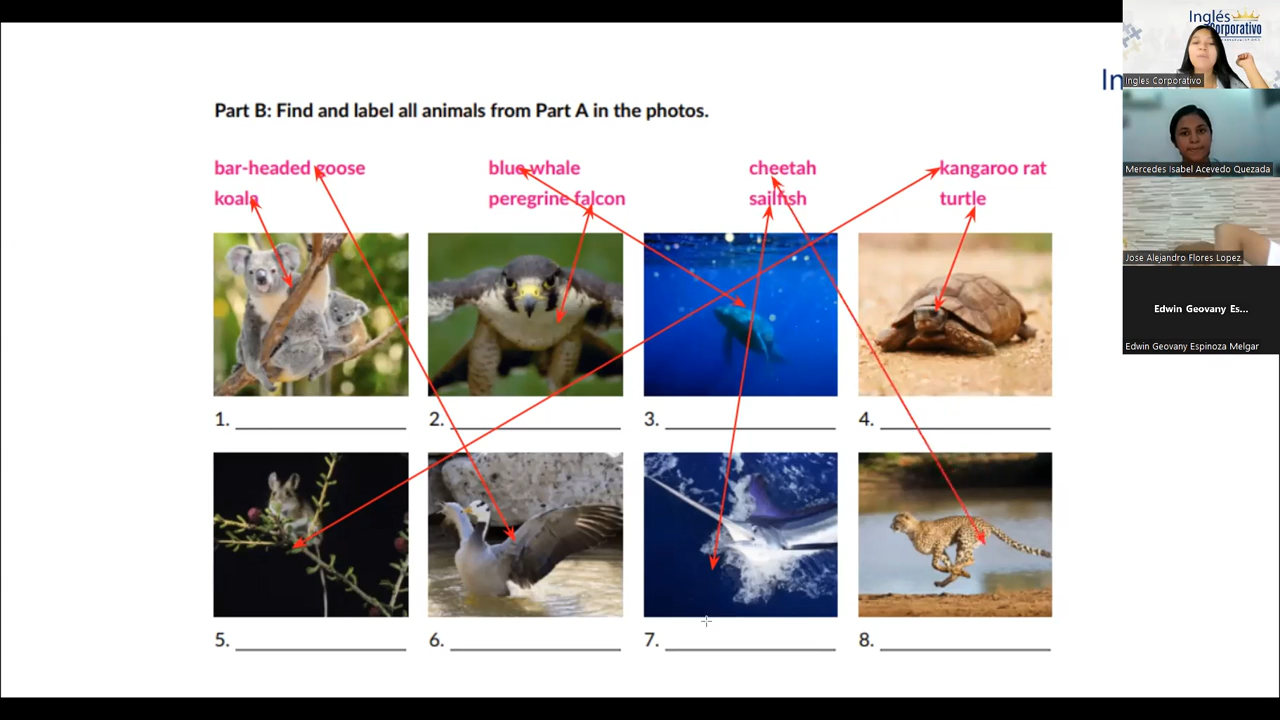 Inglés
Corporativo
In
Ingles Corporativo
Part B: Find and label all animals from Part A in the photos.
bar-headed goose blue whale cheetah kangaroo rat
koala peregrine falcon sailfish turtle
Mercedes Isabel Acevedo Quezada
Jose Alejandro Flores Lopez
Edwin Geovany Es...
Edwin Geovany Espinoza Melgar
1. 2. 3. 4.
5. 6. 7. 8.